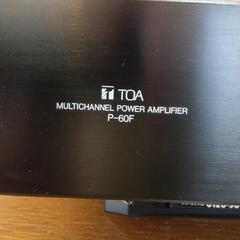 TOA
MULTICHANNEL POWER AMPLIFIER
P-60F